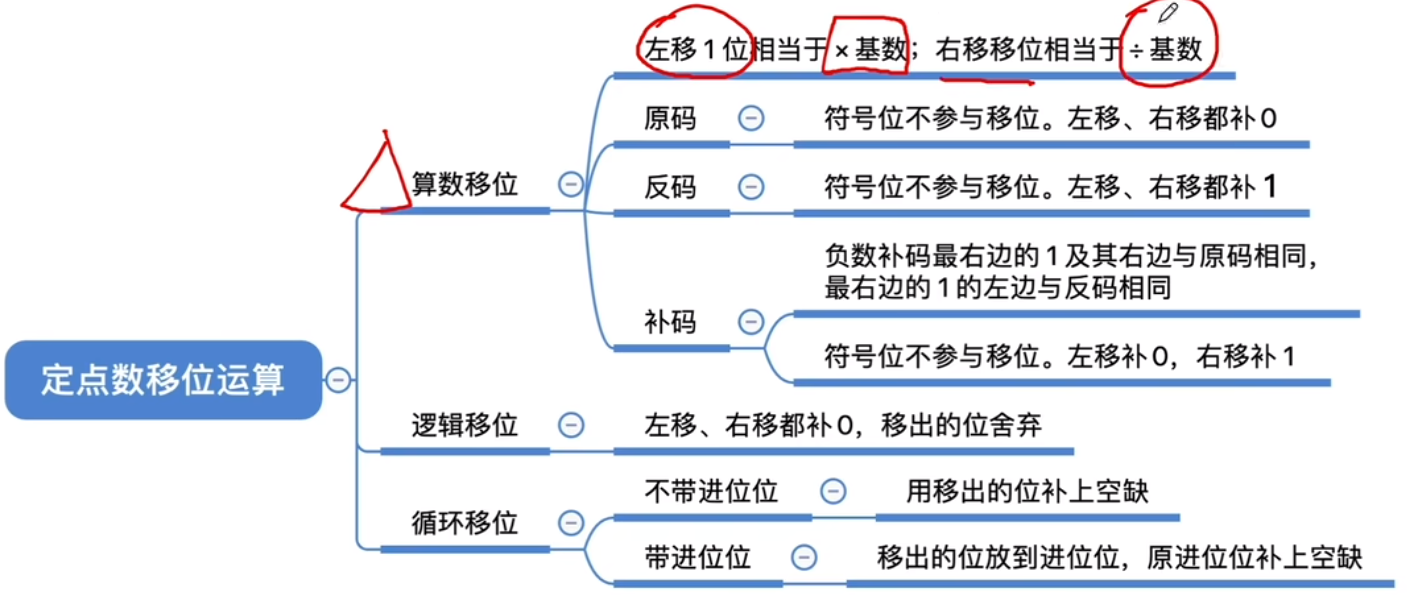 左移1位相当于×基数；右移移位相当于÷基数
原码
符号位不参与移位。左移、右移都补0
算数移位
反码
符号位不参与移位。左移、右移都补1
负数补码最右边的1及其右边与原码相同，
最右边的1的左边与反码相同
补码
符号位不参与移位。左移补0，右移补1
定点数移位运算
逻辑移位
左移、右移都补0，移出的位舍弃
不带进位位
用移出的位补上空缺
循环移位
带进位位
移出的位放到进位位，原进位位补上空缺